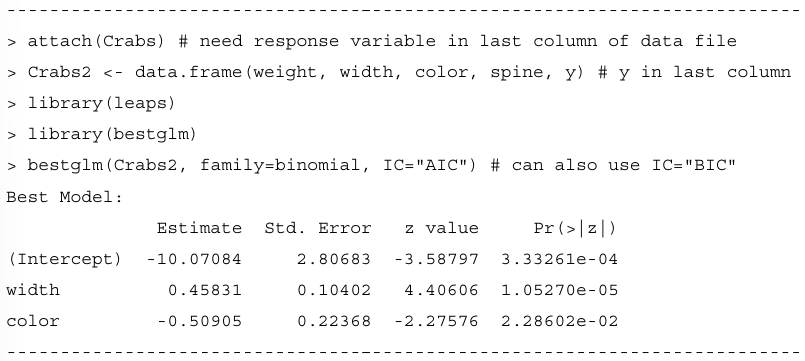 --------------------------------------------------------------------------------
> attach(Crabs) # need response variable in last column of data file
> Crabs2 <- data.frame(weight, width, color, spine, y) # y in last column
> library(leaps)
> library(bestglm)
> bestglm(Crabs2, family=binomial, IC="AIC") # can also use IC="BIC"
Best Model:
Estimate Std. Error z value Pr(>|z|)
(Intercept) -10.07084 2.80683 -3.58797 3.33261e-04
width 0.45831 0.10402 4.40606 1.05270e-05
color -0.50905 0.22368 -2.27576 2.28602e-02
--------------------------------------------------------------------------------